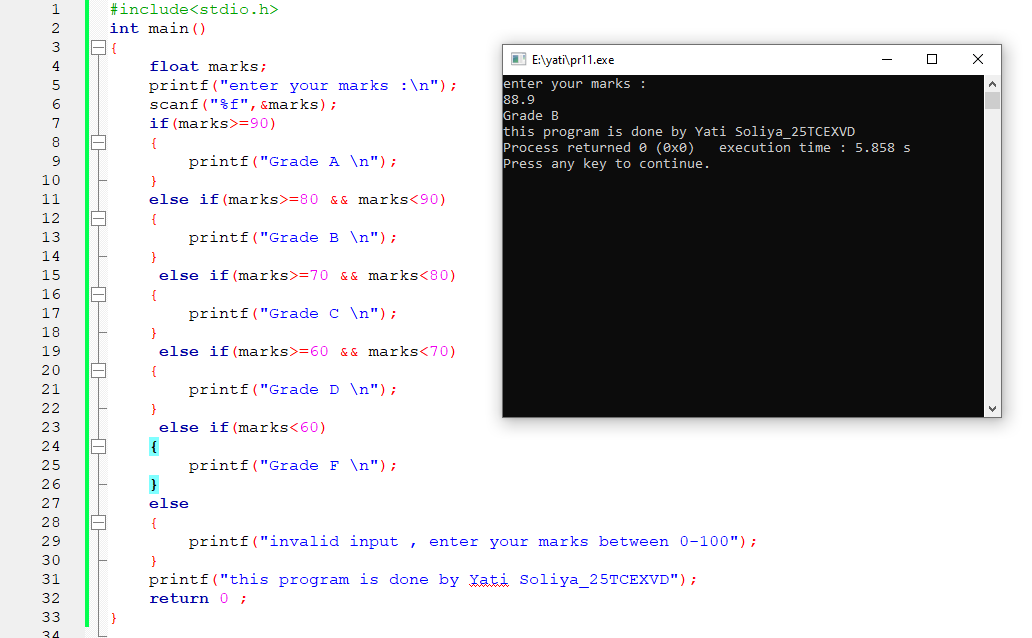 1 #include<stdio.h>
2 int main()
3 {
4 float marks;
5 printf("enter your marks :\n");
6 scanf("%f",&marks);
7 if(marks>=90)
8 {
9 printf("Grade A \n");
10 }
11 else if(marks>=80 && marks<90)
12 {
13 printf("Grade B \n");
14 }
15 else if(marks>=70 && marks<80)
16 {
17 printf("Grade C \n");
18 }
19 else if(marks>=60 && marks<70)
20 {
21 printf("Grade D \n");
22 }
23 else if(marks<60)
24 {
25 printf("Grade F \n");
26 }
27 else
28 {
29 printf("invalid input , enter your marks between 0-100");
30 }
31 printf("this program is done by Yati Soliya_25TCEXVD");
32 return 0 ;
33 }
34
E:\yati\pr11.exe
enter your marks :
88.9
Grade B
this program is done by Yati Soliya_25TCEXVD
Process returned 0 (0x0)   execution time : 5.858 s
Press any key to continue.